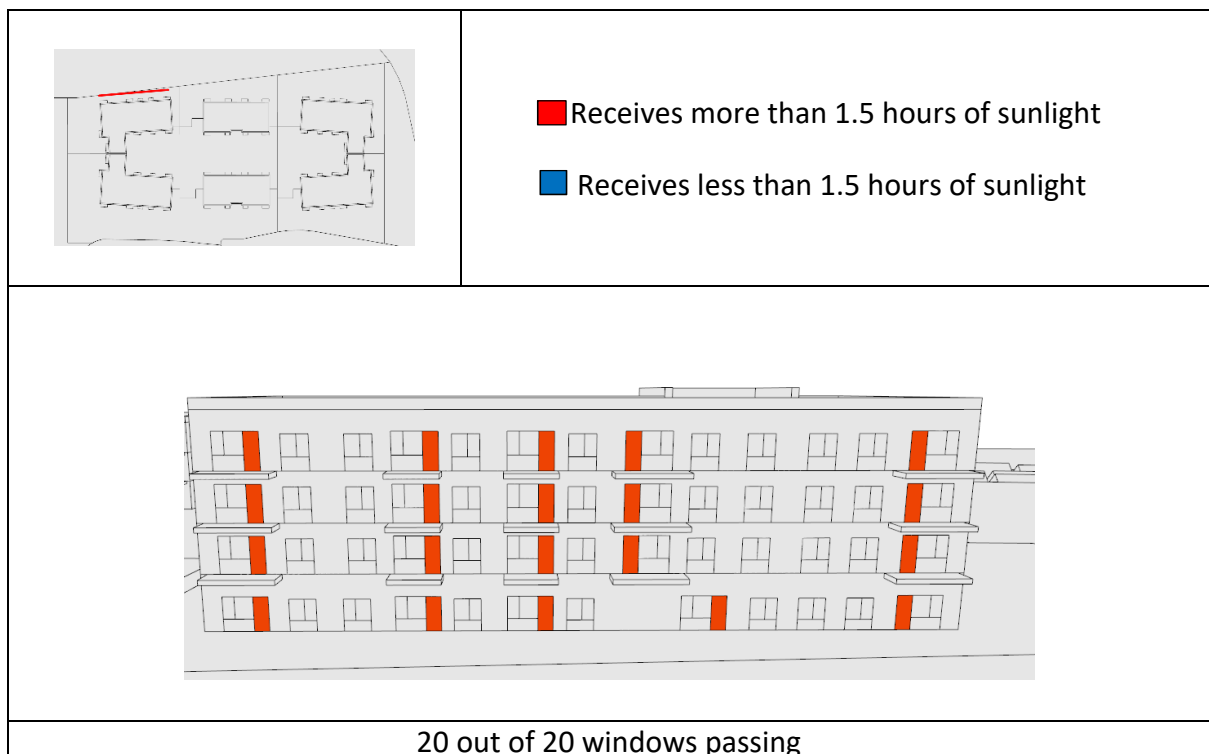 Receives more than 1.5 hours of sunlight
Receives less than 1.5 hours of sunlight
20 out of 20 windows passing